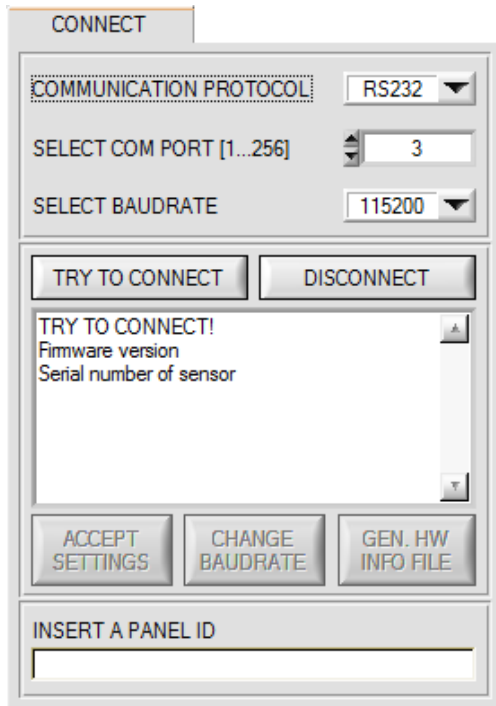 CONNECT
COMMUNICATION PROTOCOL RS232
SELECT COM PORT [1...256] 3
SELECT BAUDRATE 115200
TRY TO CONNECT DISCONNECT
TRY TO CONNECT!
Firmware version
Serial number of sensor
ACCEPT SETTINGS
CHANGE BAUDRATE
GEN. HW INFO FILE
INSERT A PANEL ID